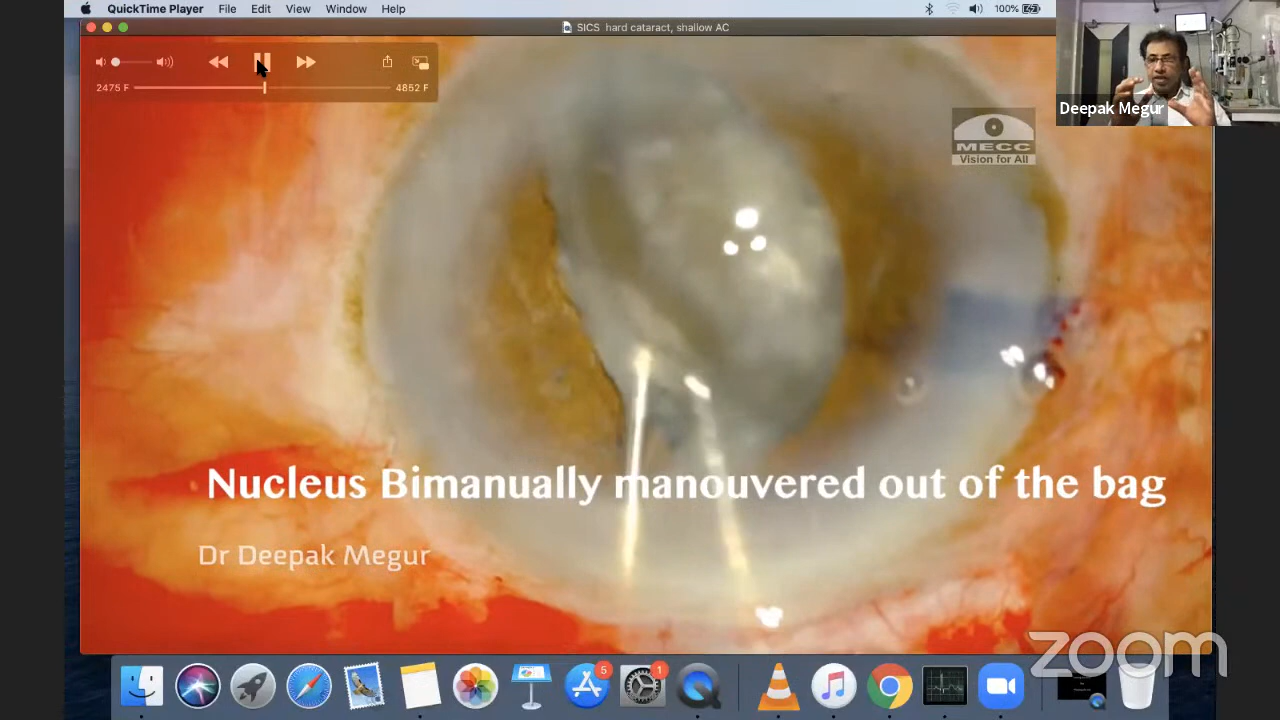 QuickTime Player File Edit View Window Help 100%
SICS hard cataract, shallow AC
2475 F 4852 F
Deepak Megur
MECC
Vision for All
Nucleus Bimanually manouvered out of the bag
Dr Deepak Megur
zoom
5 1